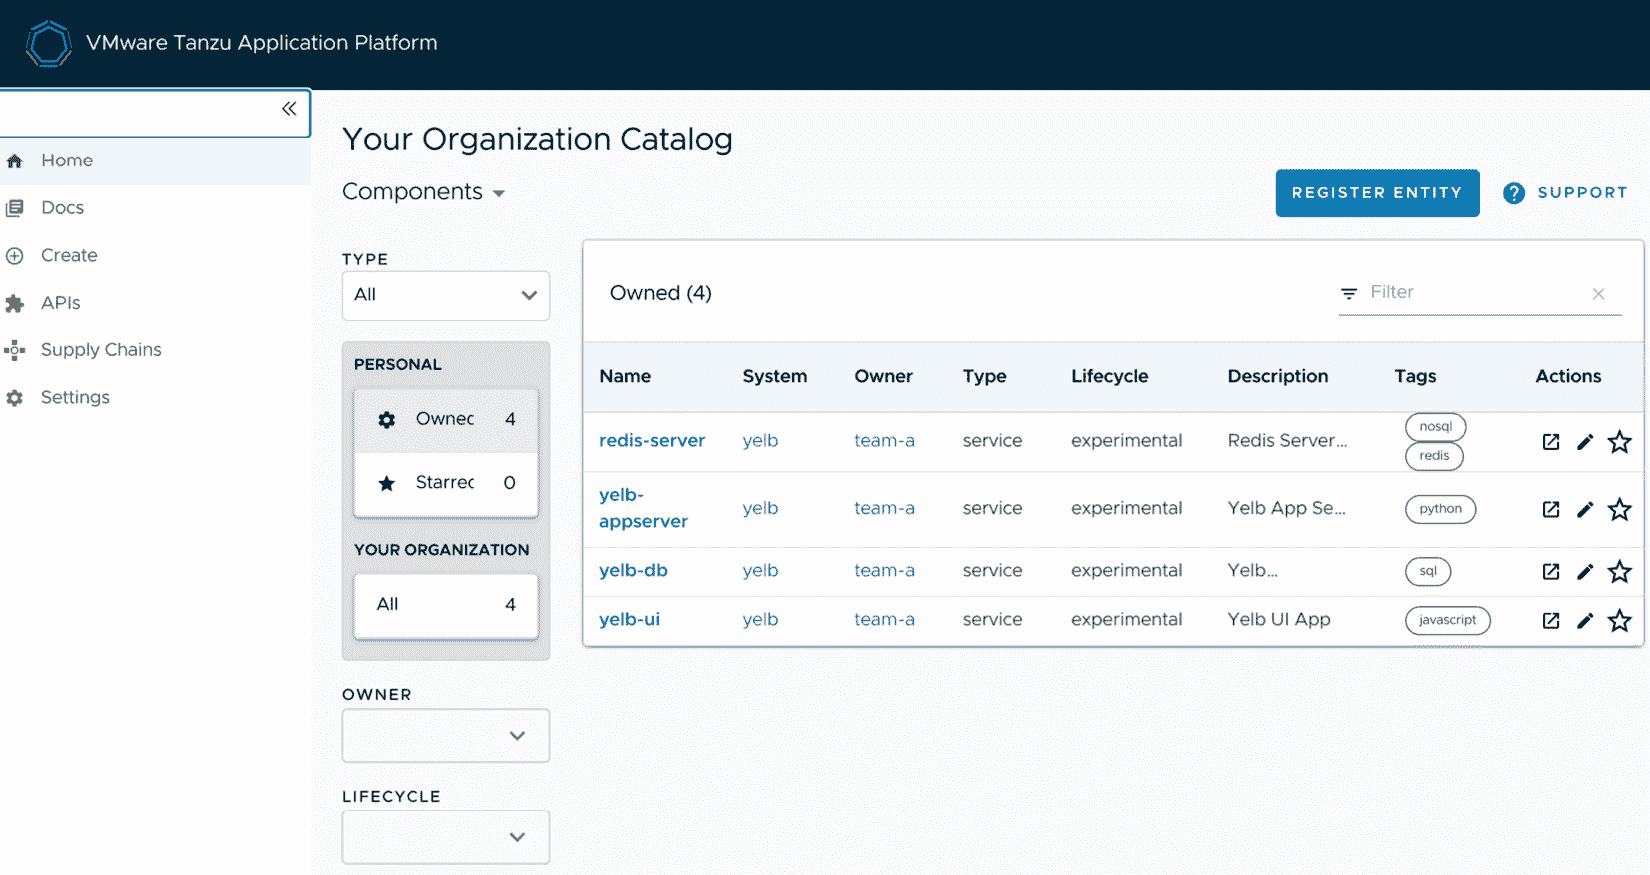 VMware Tanzu Application Platform
Home
Docs
Create
APIs
Supply Chains
Settings
Your Organization Catalog
Components
REGISTER ENTITY
? SUPPORT
TYPE
All
PERSONAL
Owned 4
Starred 0
YOUR ORGANIZATION
All 4
OWNER
LIFECYCLE
Owned (4)
Filter
Name System Owner Type Lifecycle Description Tags Actions
redis-server yelb team-a service experimental Redis Server... nosql
redis
yelb-
appserver yelb team-a service experimental Yelb App Se... python
yelb-db yelb team-a service experimental Yelb... sql
yelb-ui yelb team-a service experimental Yelb UI App javascript